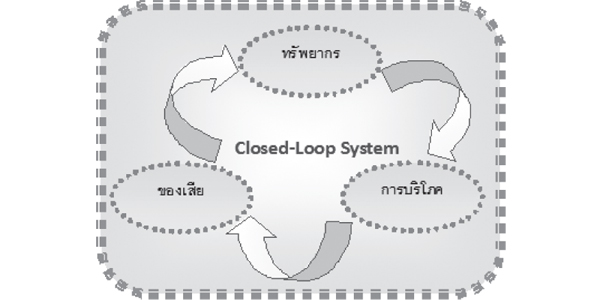 ทรัพยากร
Closed-Loop System
ของเสีย
การบริโภค